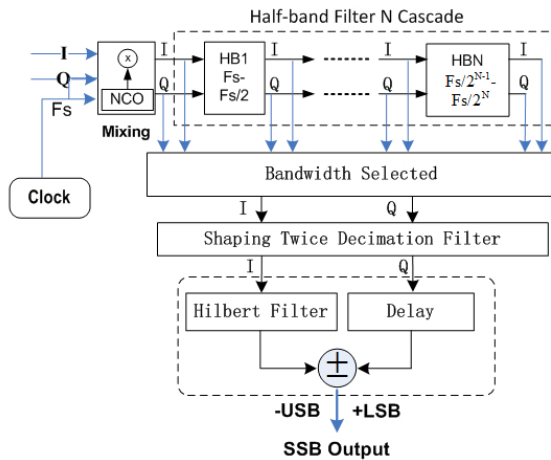 Half-band Filter N Cascade
I
Q
Fs
×
NCO
Mixing
I
Q
HB1
Fs-
Fs/2
I
Q
I
Q
HBN
Fs/2^N-1-
Fs/2^N
I
Q
Clock
Bandwidth Selected
I
Q
Shaping Twice Decimation Filter
I
Q
Hilbert Filter
Delay
±
-USB
+LSB
SSB Output